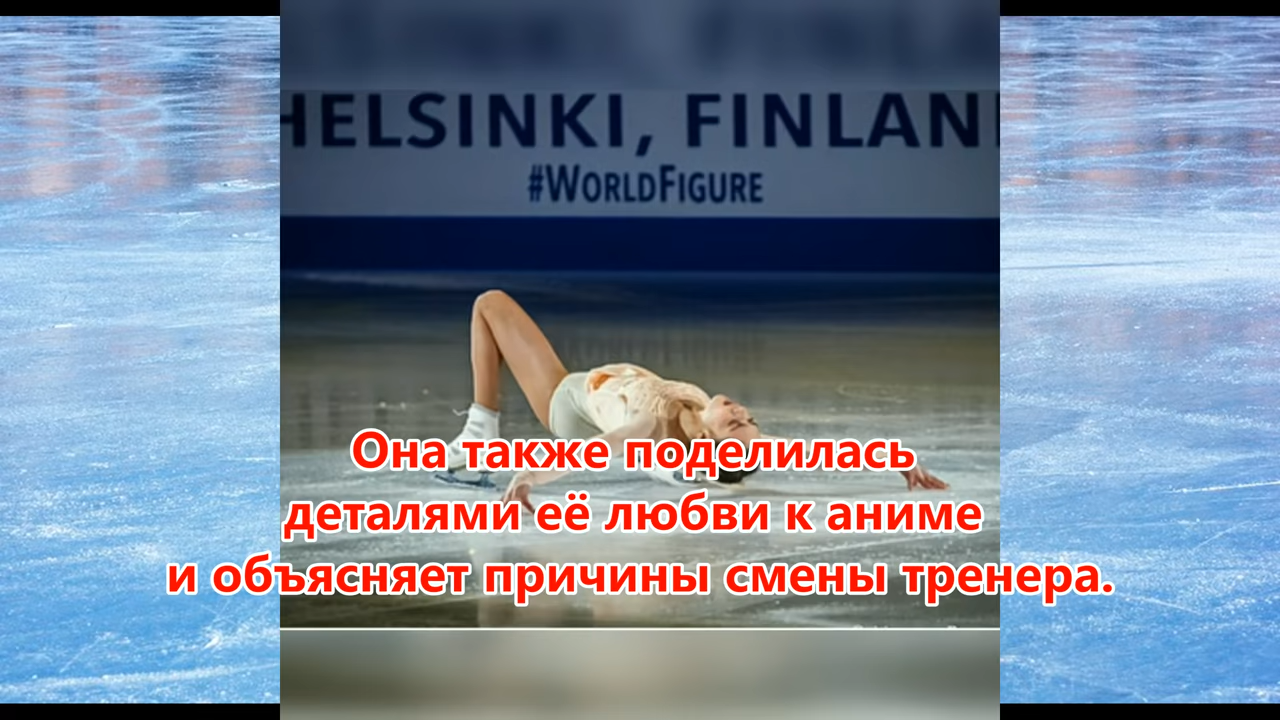 HELSINKI, FINLAN
#WORLDFIGURE
Она также поделилась
деталями её любви к аниме
и объясняет причины смены тренера.